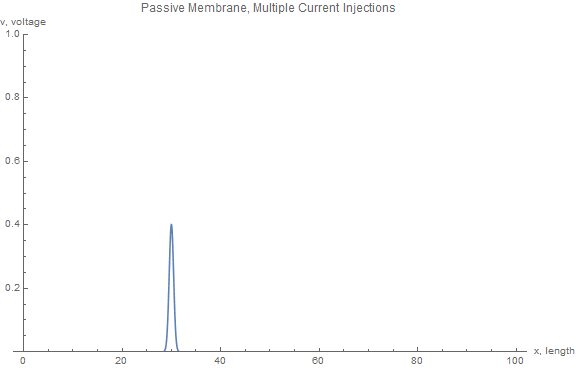 Passive Membrane, Multiple Current Injections
v, voltage
1.0
0.8
0.6
0.4
0.2
0 20 40 60 80 100 x, length